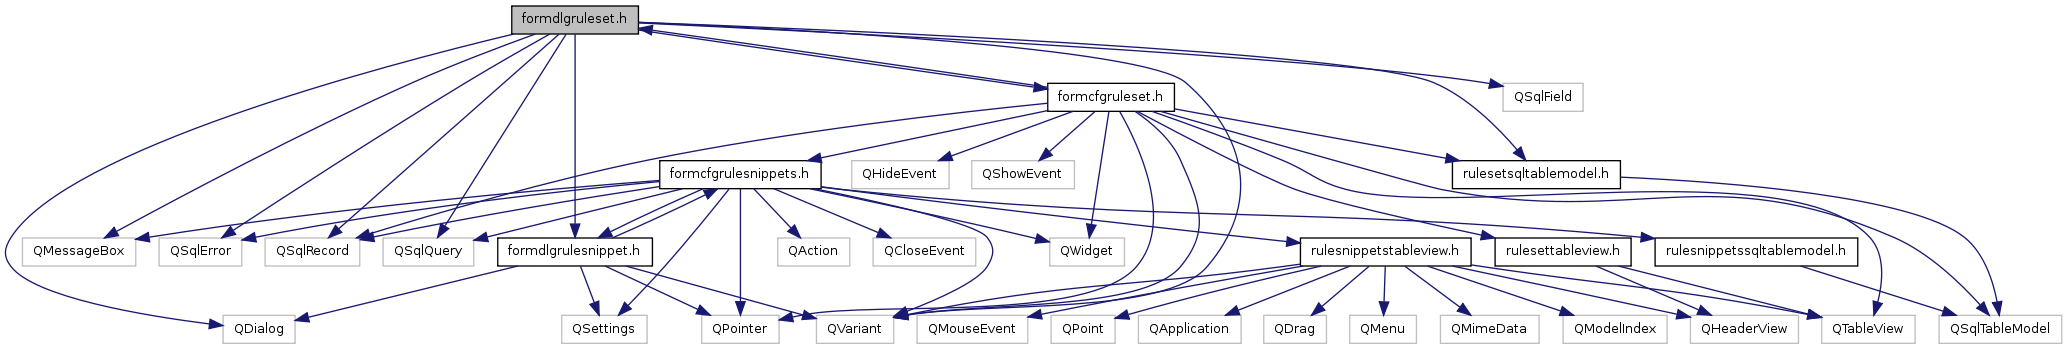 formdlgruleset.h
formcfgruleset.h
QSqlField
formcfgrulesnippets.h
QHideEvent
QShowEvent
rulesetsqltablemodel.h
QMessageBox
QSqlError
QSqlRecord
QSqlQuery
formdlgrulesnippet.h
QAction
QCloseEvent
QWidget
rulesnippetstableview.h
rulesettableview.h
rulesnippetssqltablemodel.h
QDialog
QSettings
QPointer
QVariant
QMouseEvent
QPoint
QApplication
QDrag
QMenu
QMimeData
QModelIndex
QHeaderView
QTableView
QSqlTableModel